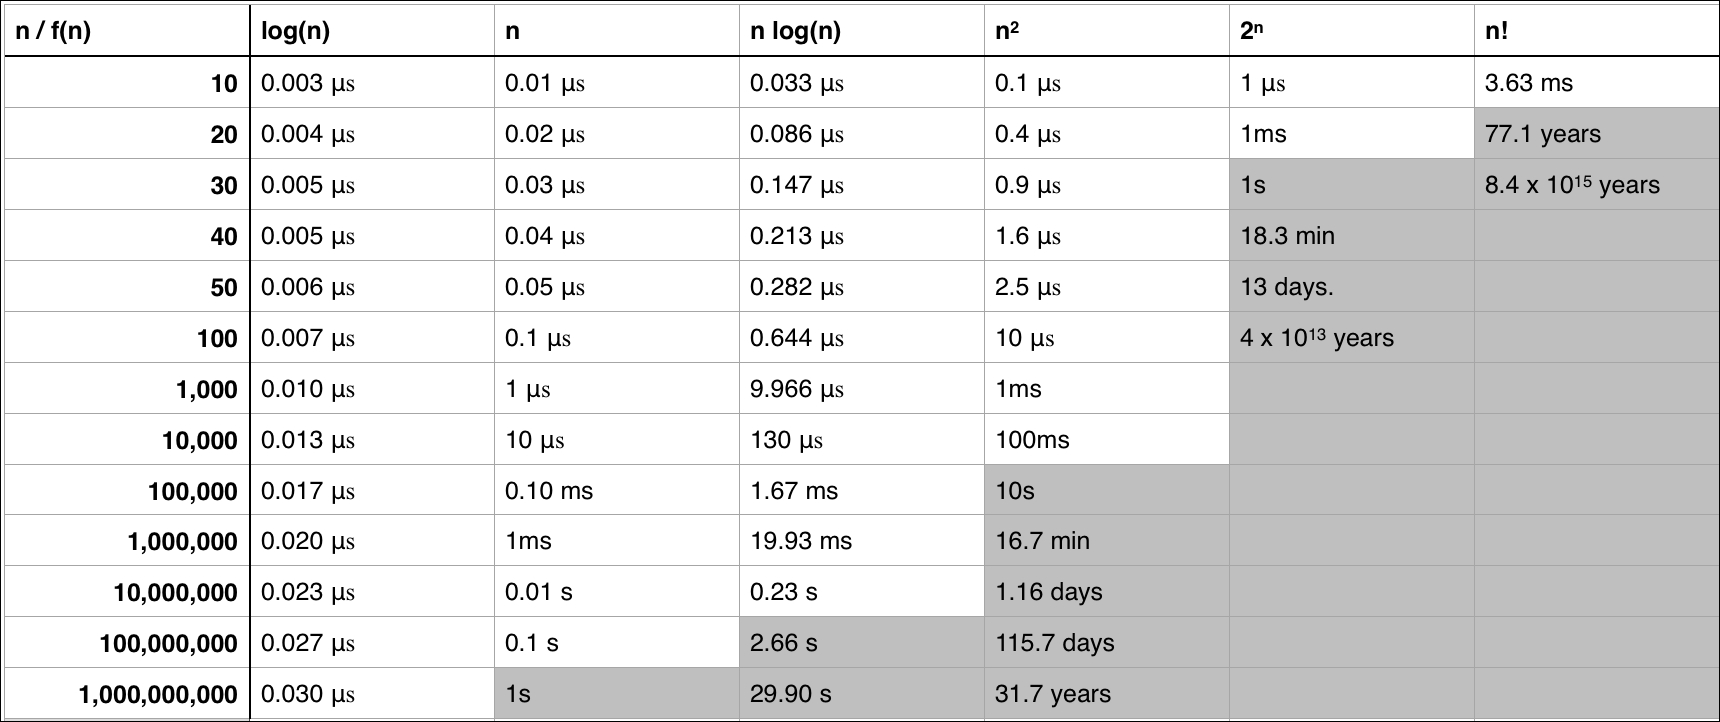 n / f(n) log(n) n n log(n) n² 2ⁿ n!
10 0.003 µs 0.01 µs 0.033 µs 0.1 µs 1 µs 3.63 ms
20 0.004 µs 0.02 µs 0.086 µs 0.4 µs 1ms 77.1 years
30 0.005 µs 0.03 µs 0.147 µs 0.9 µs 1s 8.4 x 10¹⁵ years
40 0.005 µs 0.04 µs 0.213 µs 1.6 µs 18.3 min
50 0.006 µs 0.05 µs 0.282 µs 2.5 µs 13 days.
100 0.007 µs 0.1 µs 0.644 µs 10 µs 4 x 10¹³ years
1,000 0.010 µs 1 µs 9.966 µs 1ms
10,000 0.013 µs 10 µs 130 µs 100ms
100,000 0.017 µs 0.10 ms 1.67 ms 10s
1,000,000 0.020 µs 1ms 19.93 ms 16.7 min
10,000,000 0.023 µs 0.01 s 0.23 s 1.16 days
100,000,000 0.027 µs 0.1 s 2.66 s 115.7 days
1,000,000,000 0.030 µs 1s 29.90 s 31.7 years